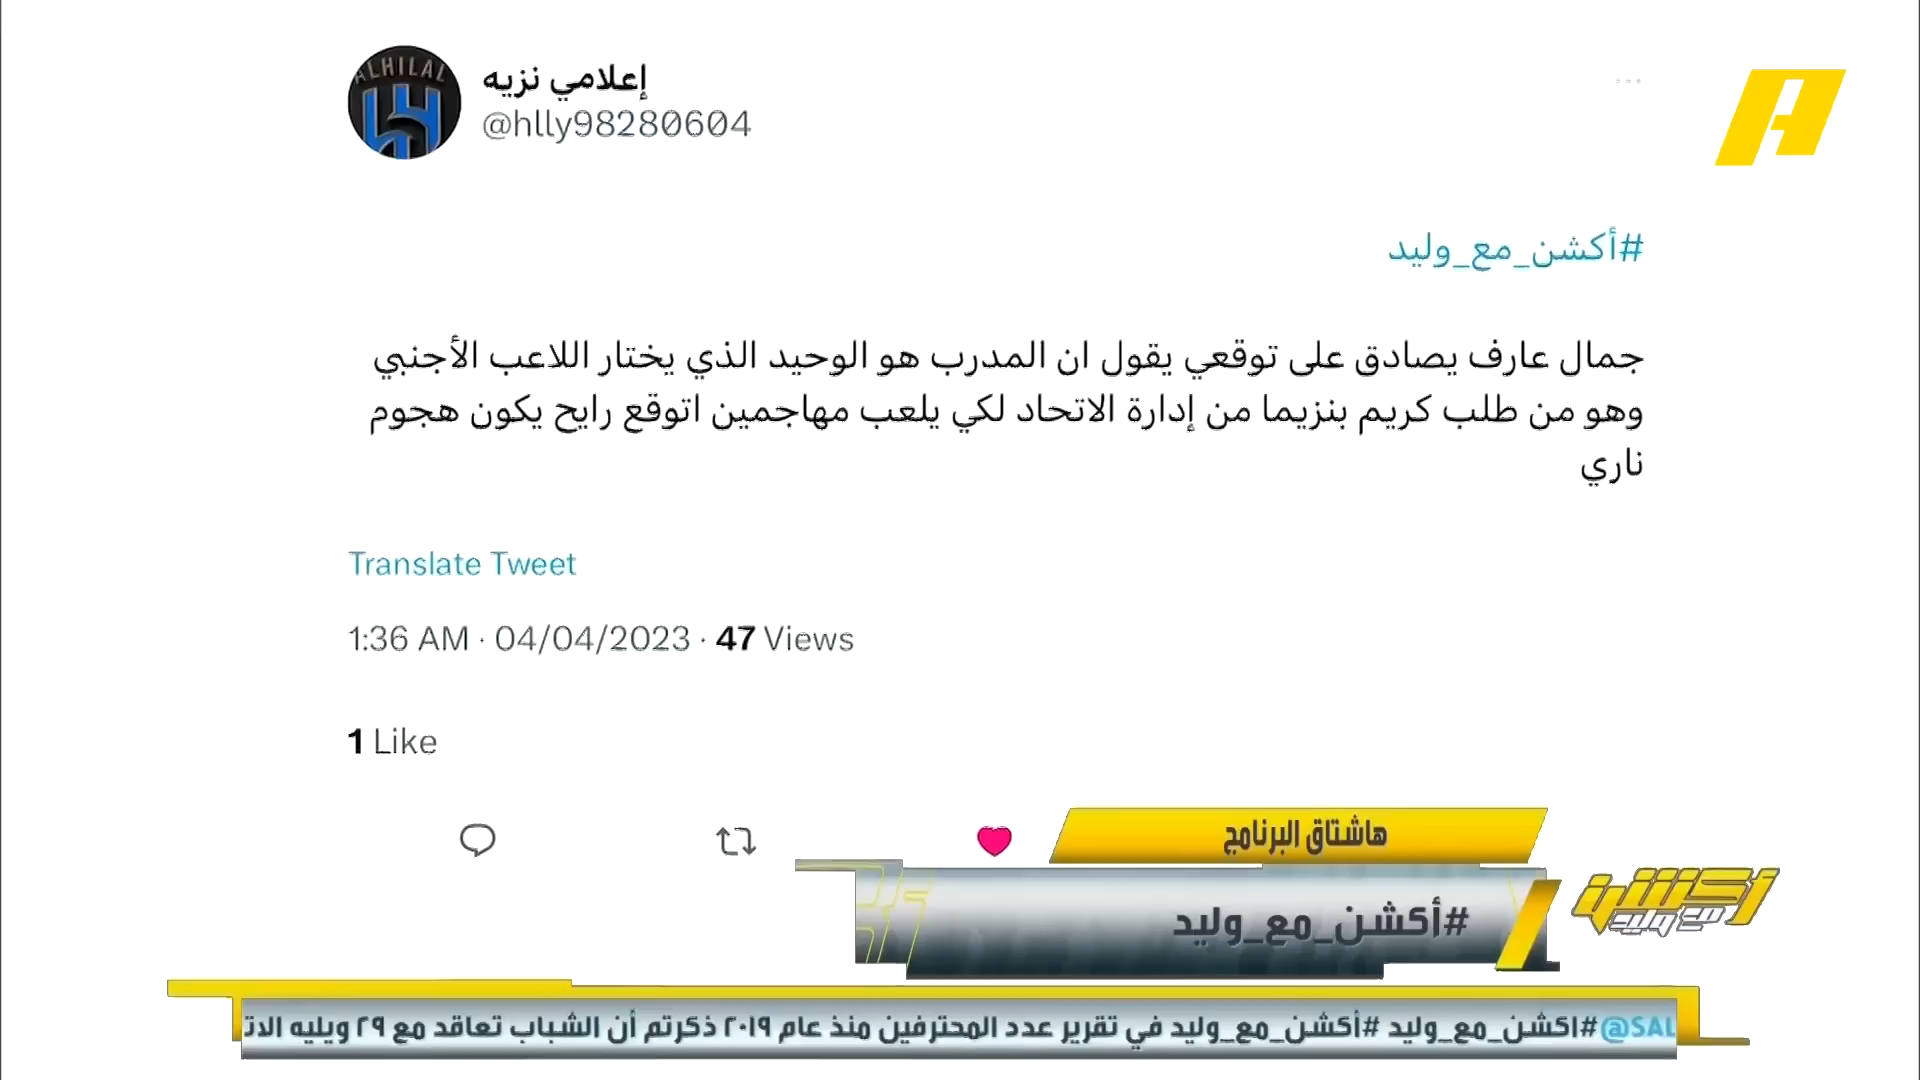 ALHILAL
إعلامي نزيه
@hlly98280604
#أكشن_مع_وليد
جمال عارف يصادق على توقعي يقول ان المدرب هو الوحيد الذي يختار اللاعب الأجنبي
وهو من طلب كريم بنزيما من إدارة الاتحاد لكي يلعب مهاجمين اتوقع رايح يكون هجوم
ناري
Translate Tweet
1:36 AM · 04/04/2023 · 47 Views
1 Like
هاشتاق البرنامج
#أكشن_مع_وليد
أكشن مع وليد
@SAL #اكشن_مع_وليد #أكشن_مع_وليد في تقرير عدد المحترفين منذ عام ٢٠١٩ ذكرتم أن الشباب تعاقد مع ٢٩ ويليه الات